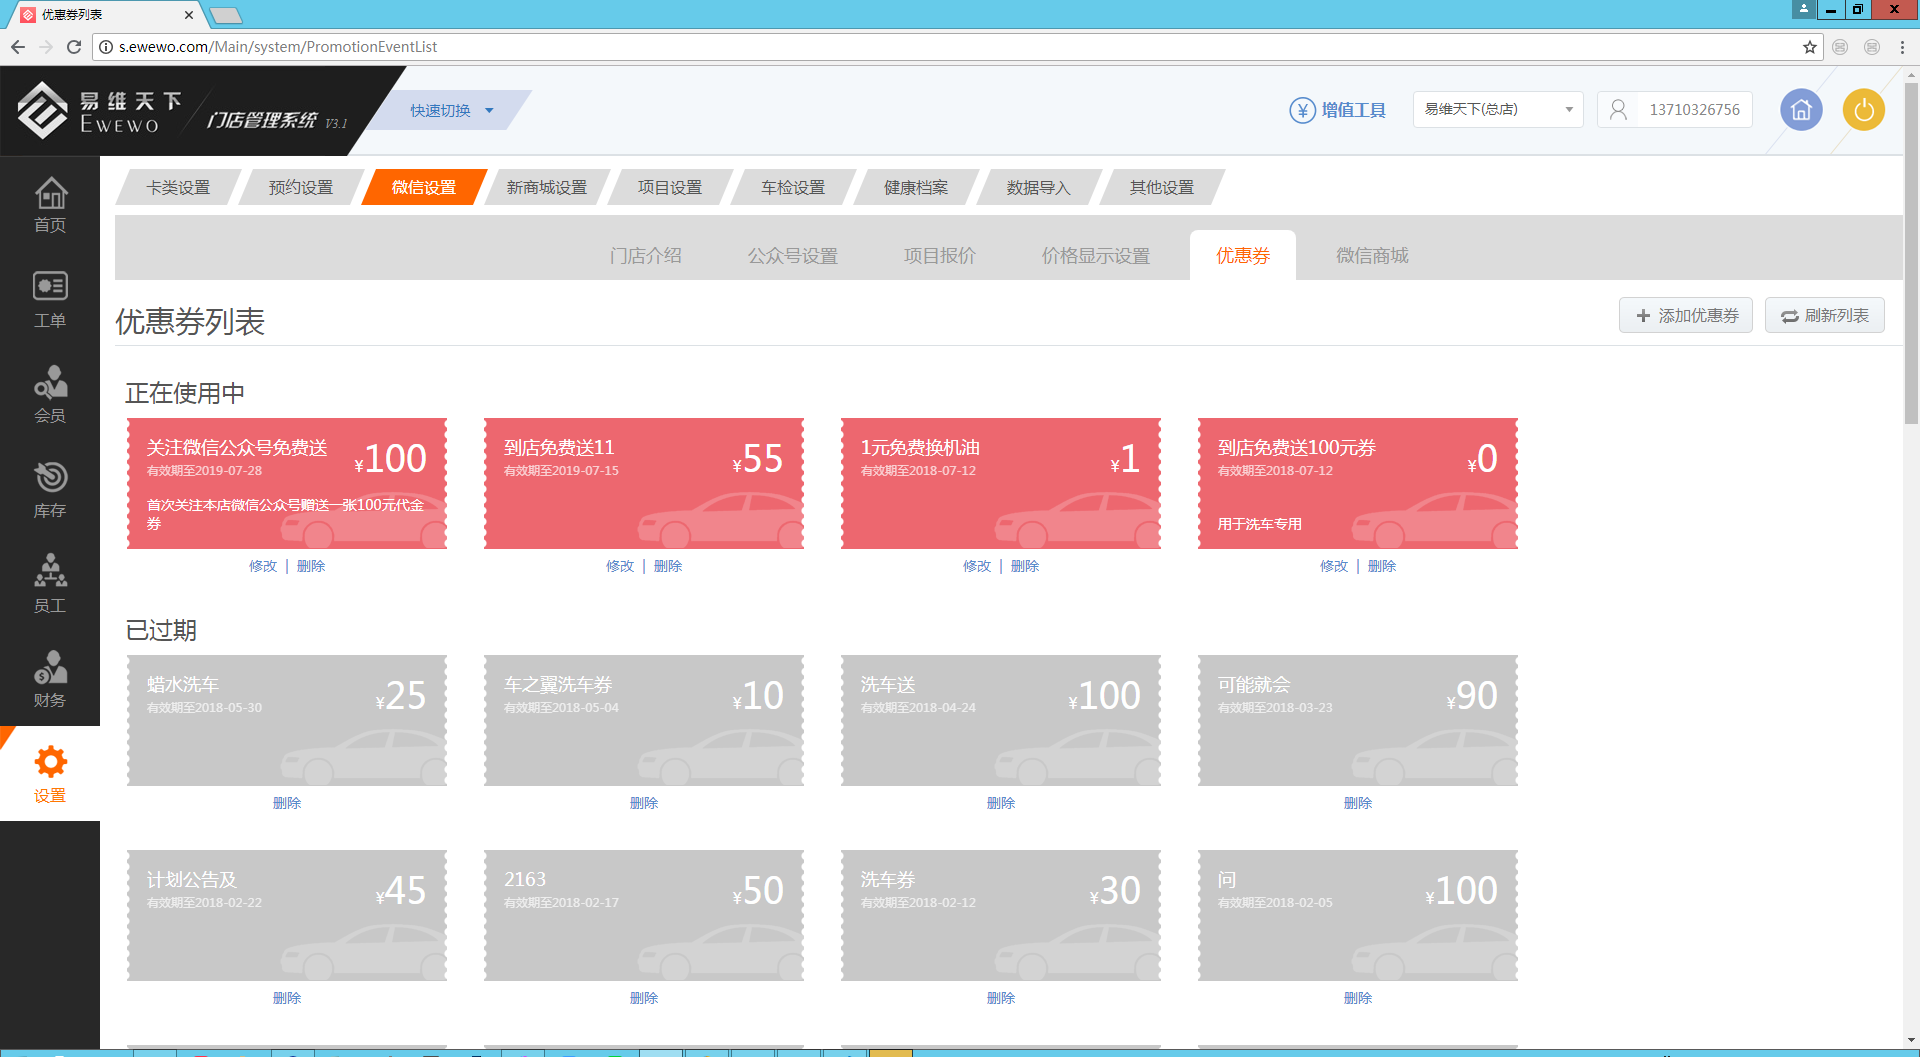 优惠券列表
s.ewewo.com/Main/system/PromotionEventList
易维天下
EWEWO
门店管理系统 V3.1
快速切换
增值工具
易维天下(总店)
13710326756
首页
工单
会员
库存
员工
财务
设置
卡类设置
预约设置
微信设置
新商城设置
项目设置
车检设置
健康档案
数据导入
其他设置
门店介绍
公众号设置
项目报价
价格显示设置
优惠券
微信商城
优惠券列表
添加优惠券
刷新列表
正在使用中
关注微信公众号免费送
¥100
有效期至2019-07-28
首次关注本店微信公众号赠送一张100元代金
券
修改 | 删除
到店免费送11
¥55
有效期至2019-07-15
修改 | 删除
1元免费换机油
¥1
有效期至2018-07-12
修改 | 删除
到店免费送100元券
¥0
有效期至2018-07-12
用于洗车专用
修改 | 删除
已过期
蜡水洗车
¥25
有效期至2018-05-30
删除
车之翼洗车券
¥10
有效期至2018-05-04
删除
洗车送
¥100
有效期至2018-04-24
删除
可能就会
¥90
有效期至2018-03-23
删除
计划公告及
¥45
有效期至2018-02-22
删除
2163
¥50
有效期至2018-02-17
删除
洗车券
¥30
有效期至2018-02-12
删除
问
¥100
有效期至2018-02-05
删除